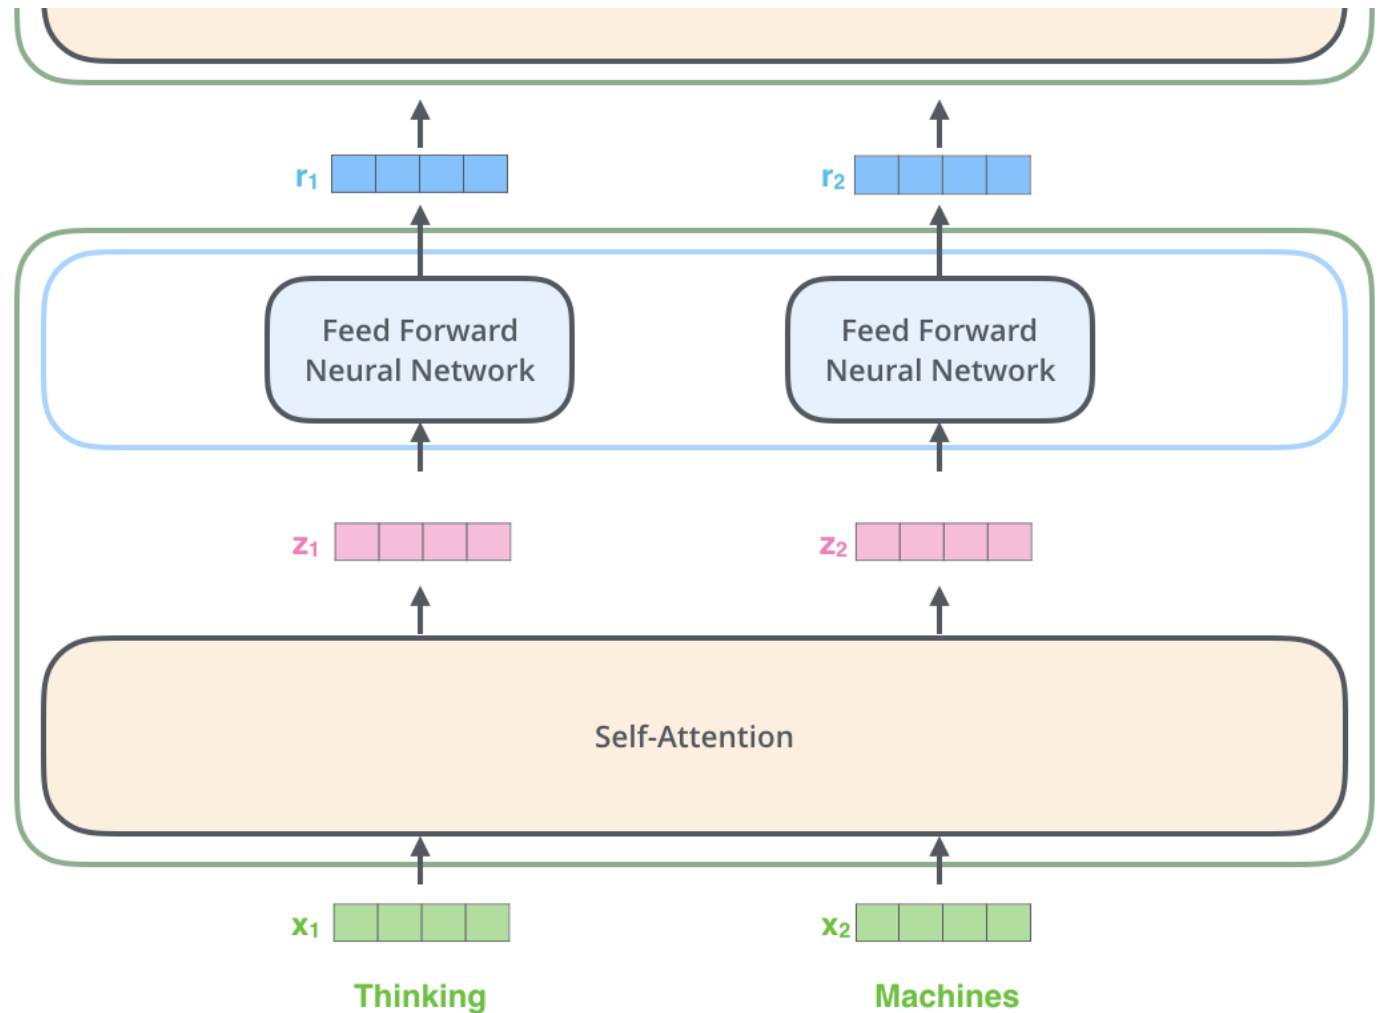 r₁ r₂
Feed Forward
Neural Network
Feed Forward
Neural Network
z₁ z₂
Self-Attention
x₁ x₂
Thinking Machines